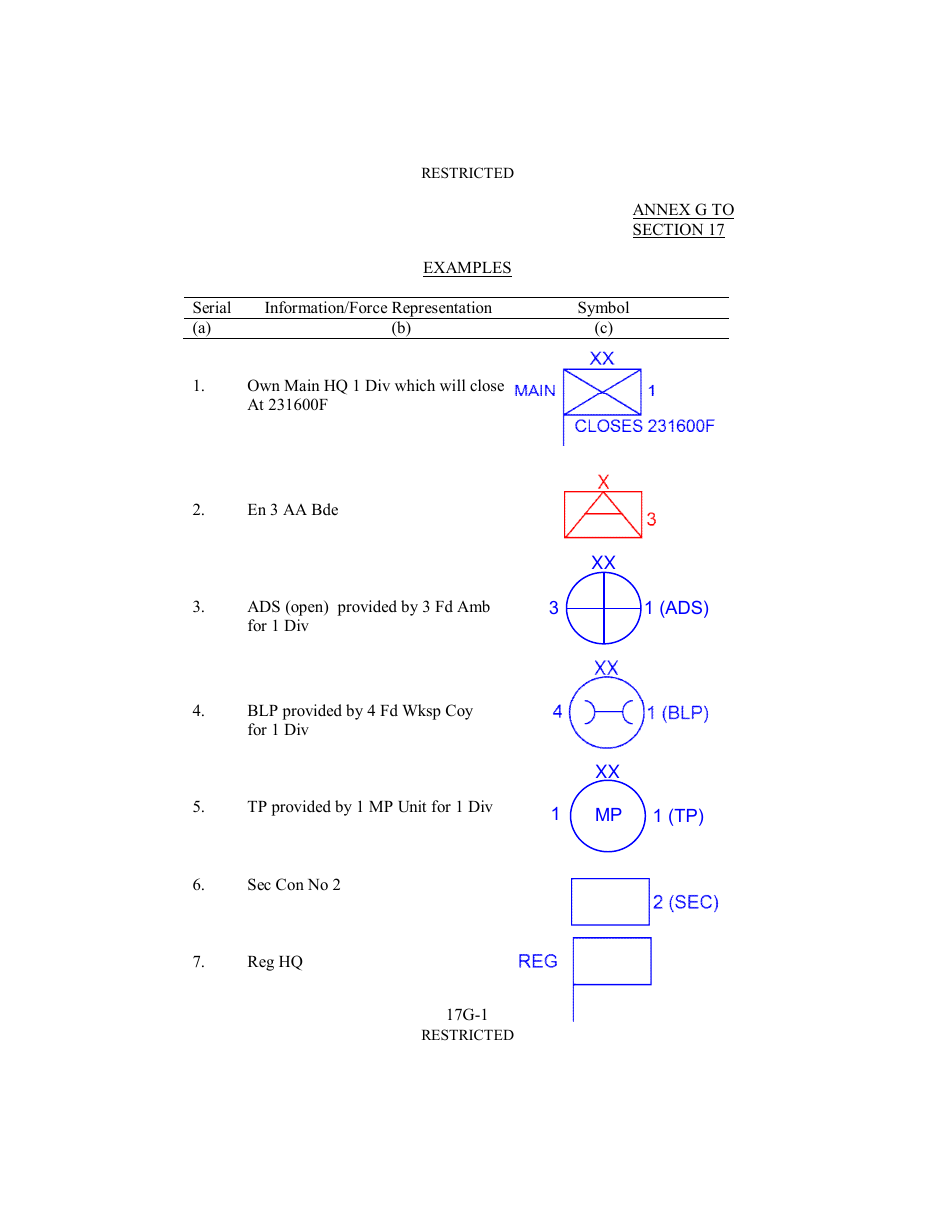 RESTRICTED
ANNEX G TO
SECTION 17
EXAMPLES
Serial Information/Force Representation Symbol
(a) (b) (c)
XX
1. Own Main HQ 1 Div which will close MAIN 1
At 231600F
CLOSES 231600F
X
2. En 3 AA Bde 3
XX
3. ADS (open) provided by 3 Fd Amb 3 1 (ADS)
for 1 Div
XX
4. BLP provided by 4 Fd Wksp Coy 4 1 (BLP)
for 1 Div
XX
5. TP provided by 1 MP Unit for 1 Div 1 MP 1 (TP)
6. Sec Con No 2 2 (SEC)
7. Reg HQ REG
17G-1
RESTRICTED